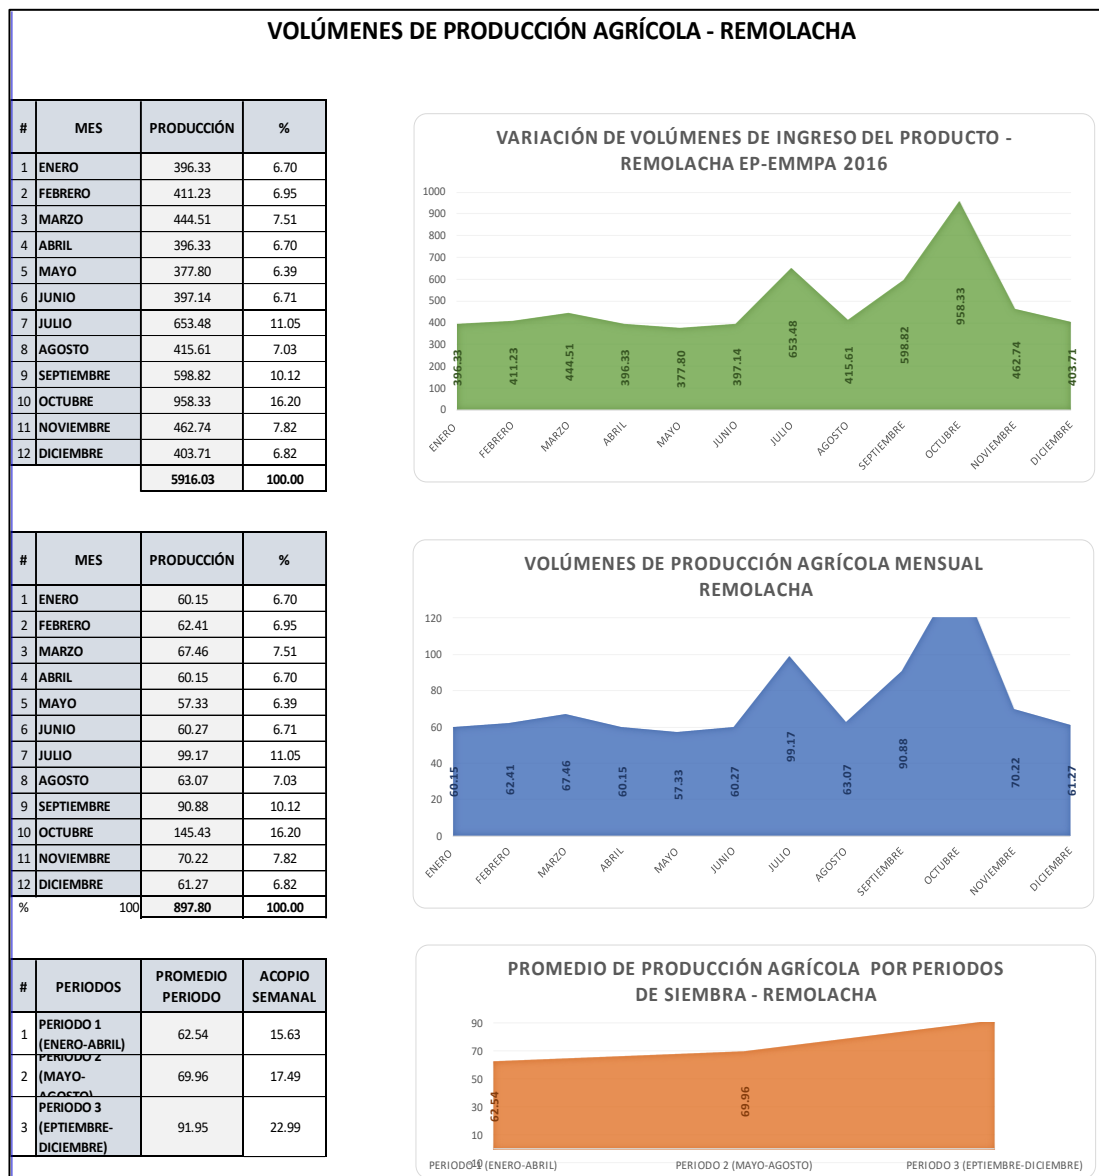 VOLÚMENES DE PRODUCCIÓN AGRÍCOLA - REMOLACHA
# MES PRODUCCIÓN %
1 ENERO 396.33 6.70
2 FEBRERO 411.23 6.95
3 MARZO 444.51 7.51
4 ABRIL 396.33 6.70
5 MAYO 377.80 6.39
6 JUNIO 397.14 6.71
7 JULIO 653.48 11.05
8 AGOSTO 415.61 7.03
9 SEPTIEMBRE 598.82 10.12
10 OCTUBRE 958.33 16.20
11 NOVIEMBRE 462.74 7.82
12 DICIEMBRE 403.71 6.82
5916.03 100.00
VARIACIÓN DE VOLÚMENES DE INGRESO DEL PRODUCTO -
REMOLACHA EP-EMMPA 2016
1000
900
800
700
600
500
400
300
200
100
0
396.33 411.23 444.51 396.33 377.80 397.14 653.48 415.61 598.82 958.33 462.74 403.71
ENERO FEBRERO MARZO ABRIL MAYO JUNIO JULIO AGOSTO SEPTIEMBRE OCTUBRE NOVIEMBRE DICIEMBRE
# MES PRODUCCIÓN %
1 ENERO 60.15 6.70
2 FEBRERO 62.41 6.95
3 MARZO 67.46 7.51
4 ABRIL 60.15 6.70
5 MAYO 57.33 6.39
6 JUNIO 60.27 6.71
7 JULIO 99.17 11.05
8 AGOSTO 63.07 7.03
9 SEPTIEMBRE 90.88 10.12
10 OCTUBRE 145.43 16.20
11 NOVIEMBRE 70.22 7.82
12 DICIEMBRE 61.27 6.82
% 100 897.80 100.00
VOLÚMENES DE PRODUCCIÓN AGRÍCOLA MENSUAL
REMOLACHA
120
100
80
60
40
20
0
60.15 62.41 67.46 60.15 57.33 60.27 99.17 63.07 90.88 70.22 61.27
ENERO FEBRERO MARZO ABRIL MAYO JUNIO JULIO AGOSTO SEPTIEMBRE OCTUBRE NOVIEMBRE DICIEMBRE
# PERIODOS PROMEDIO PERIODO ACOPIO SEMANAL
1 PERIODO 1 (ENERO-ABRIL) 62.54 15.63
2 PERIODO 2 (MAYO-AGOSTO) 69.96 17.49
3 PERIODO 3 (EPTIEMBRE-DICIEMBRE) 91.95 22.99
PROMEDIO DE PRODUCCIÓN AGRÍCOLA POR PERIODOS
DE SIEMBRA - REMOLACHA
90
70
50
30
10
-10
62.54 69.96
PERIODO 1 (ENERO-ABRIL) PERIODO 2 (MAYO-AGOSTO) PERIODO 3 (EPTIEMBRE-DICIEMBRE)